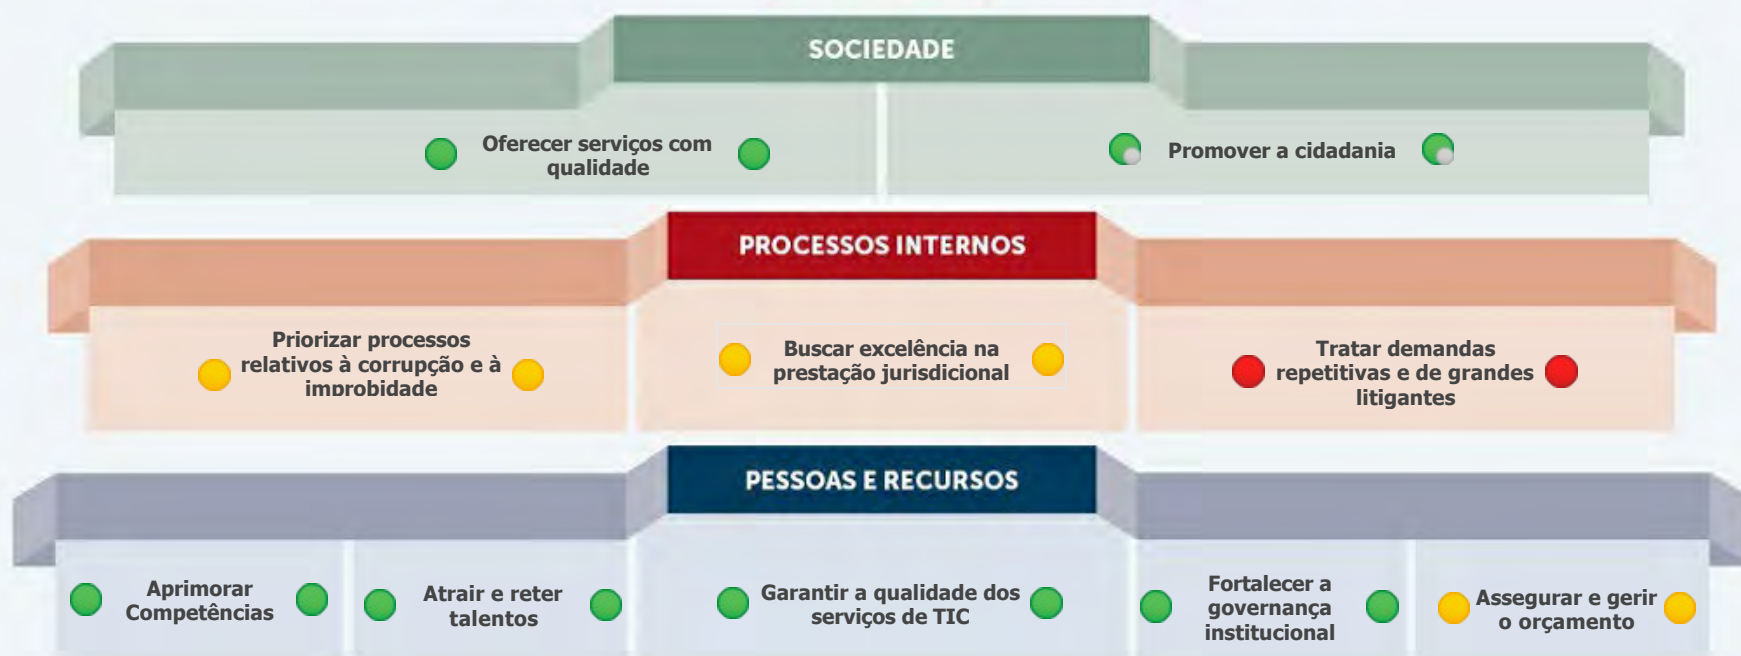 SOCIEDADE
Oferecer serviços com
qualidade
Promover a cidadania
PROCESSOS INTERNOS
Priorizar processos
relativos à corrupção e à
improbidade
Buscar excelência na
prestação jurisdicional
Tratar demandas
repetitivas e de grandes
litigantes
PESSOAS E RECURSOS
Aprimorar
Competências
Atrair e reter
talentos
Garantir a qualidade dos
serviços de TIC
Fortalecer a
governança
institucional
Assegurar e gerir
o orçamento